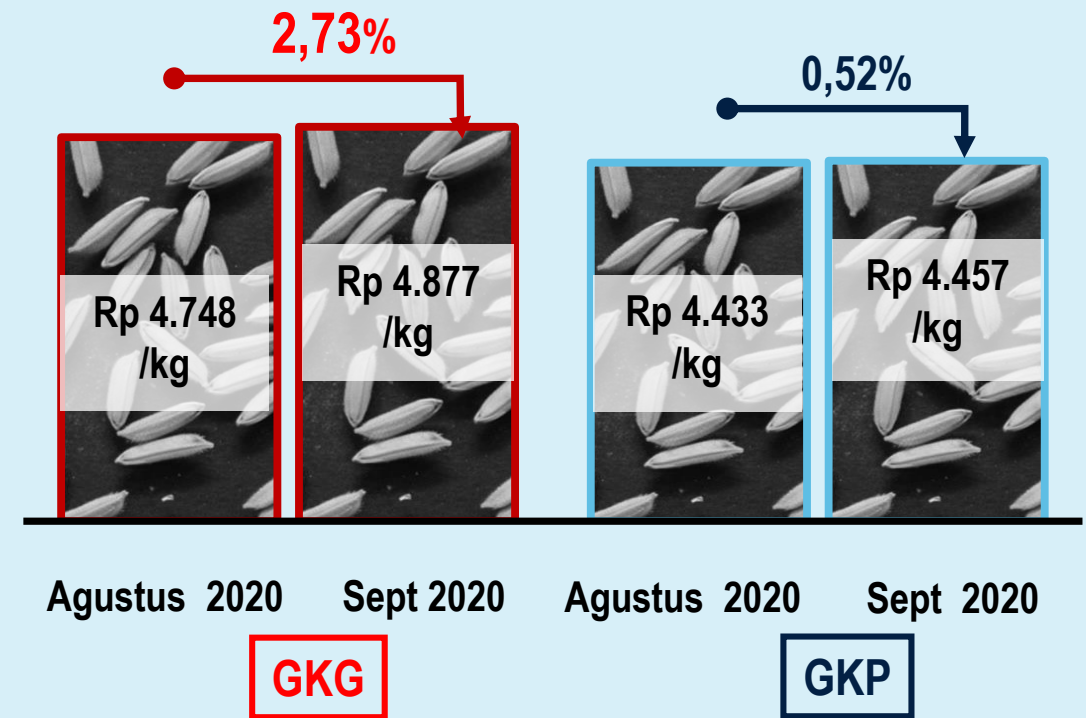 2,73%
0,52%
Rp 4.748
/kg
Rp 4.877
/kg
Rp 4.433
/kg
Rp 4.457
/kg
Agustus 2020
Sept 2020
Agustus 2020
Sept 2020
GKG
GKP